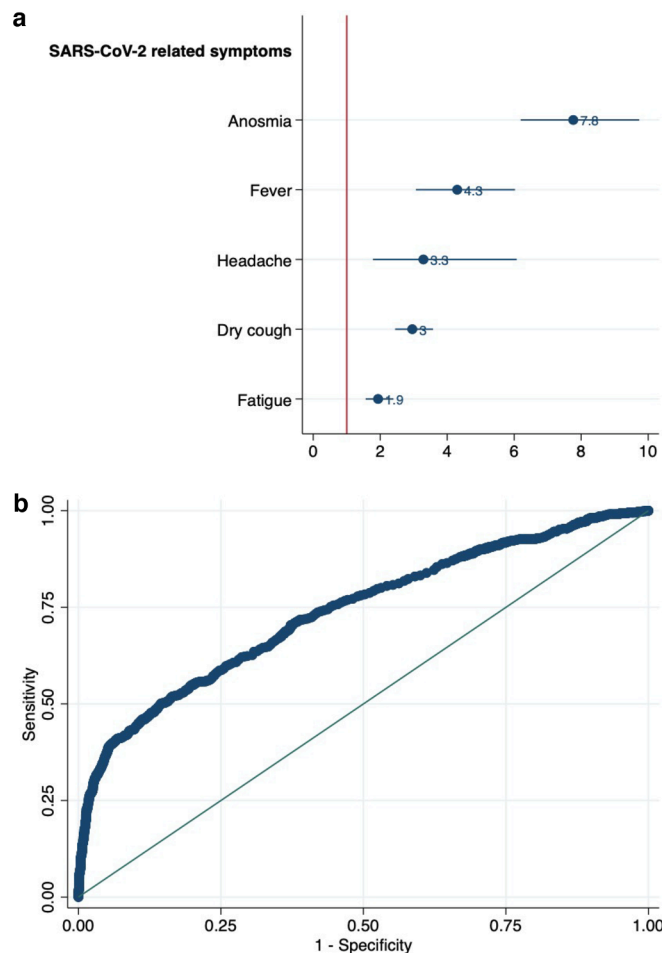 a
SARS-CoV-2 related symptoms
Anosmia
7.8
Fever
4.3
Headache
3.3
Dry cough
3
Fatigue
1.9
0 2 4 6 8 10
b
1.00
0.75
0.50
0.25
0.00
Sensitivity
0.00 0.25 0.50 0.75 1.00
1 - Specificity